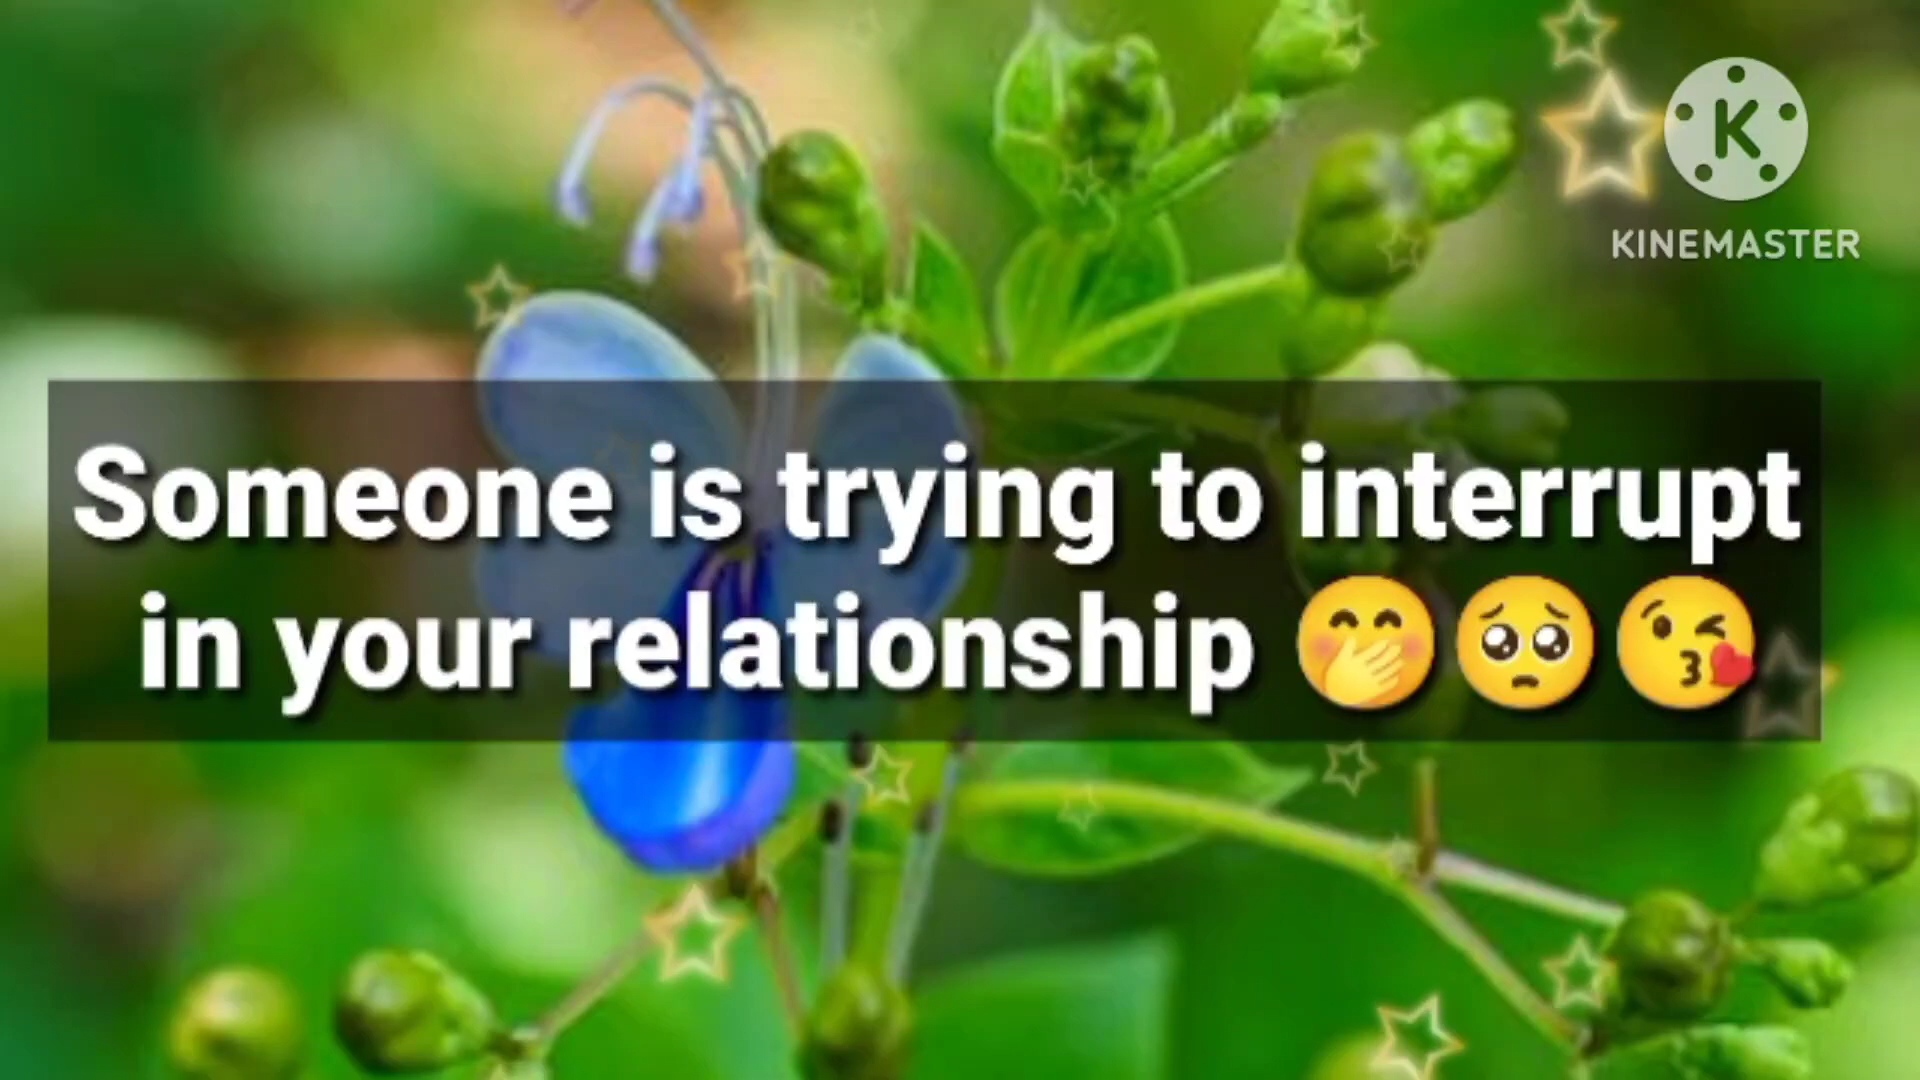 K
KINEMASTER
Someone is trying to interrupt
in your relationship 🤭🥺😘